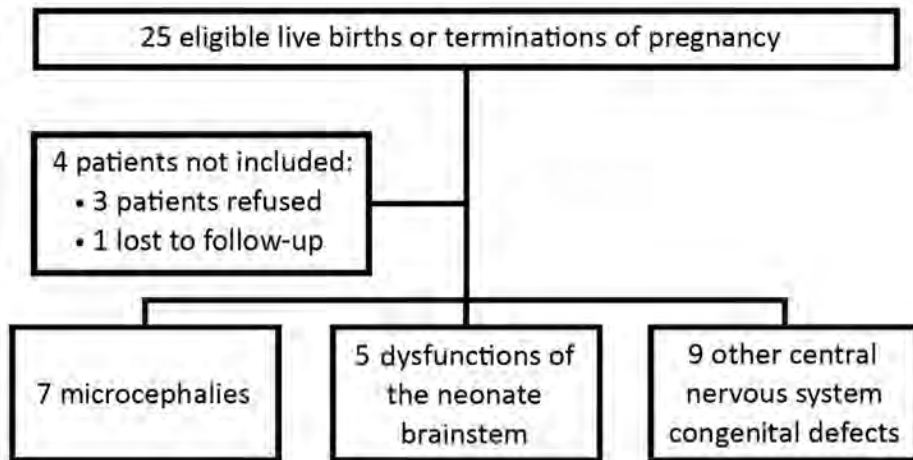 25 eligible live births or terminations of pregnancy
4 patients not included:
• 3 patients refused
• 1 lost to follow-up
7 microcephalies
5 dysfunctions of
the neonate
brainstem
9 other central
nervous system
congenital defects